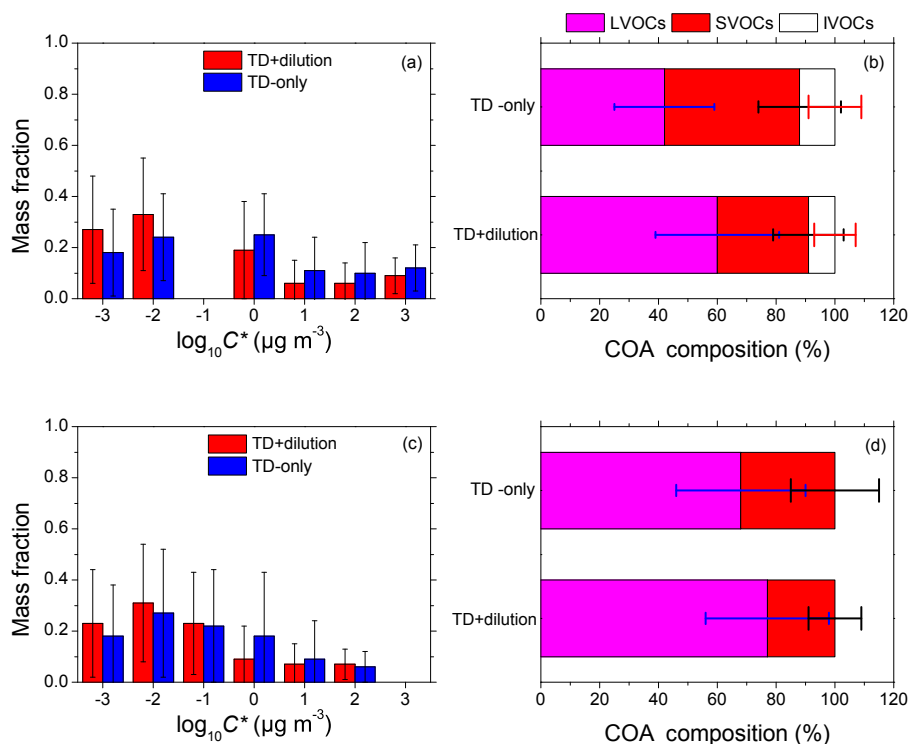 LVOCs SVOCs IVOCs
1.0
0.8
0.6
0.4
0.2
0.0
Mass fraction
TD+dilution
TD-only
(a)
-3 -2 -1 0 1 2 3
log10C* (µg m-3)
(b)
TD -only
TD+dilution
0 20 40 60 80 100 120
COA composition (%)
1.0
0.8
0.6
0.4
0.2
0.0
Mass fraction
TD+dilution
TD-only
(c)
-3 -2 -1 0 1 2 3
log10C* (µg m-3)
(d)
TD -only
TD+dilution
0 20 40 60 80 100 120
COA composition (%)